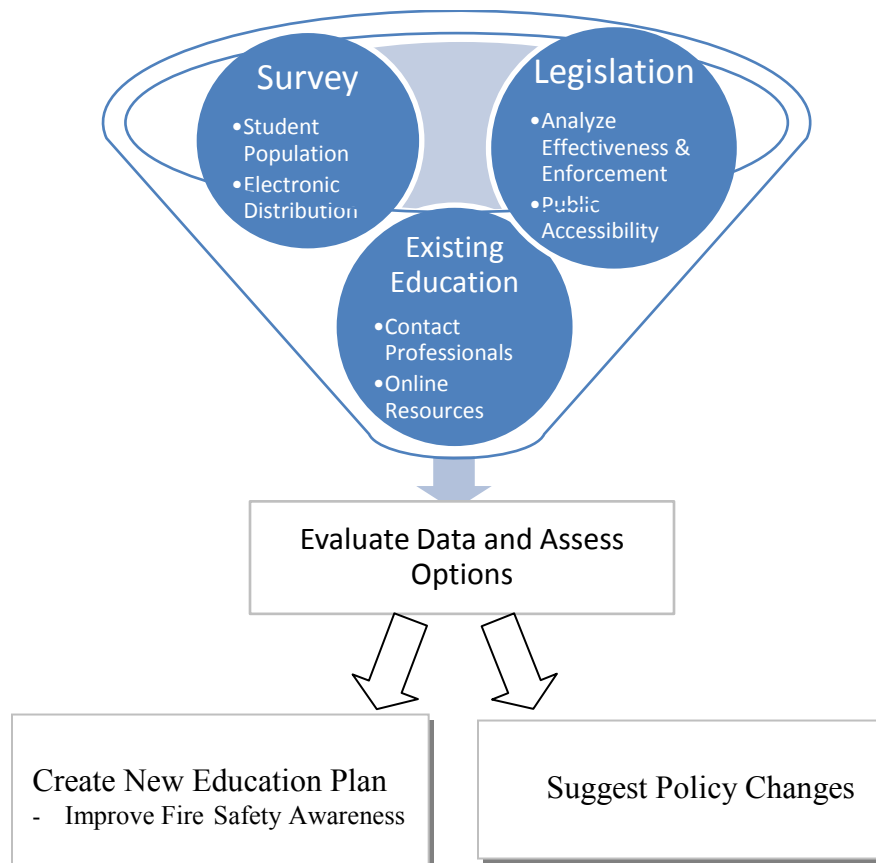 Survey
•Student
Population
•Electronic
Distribution
Legislation
•Analyze
Effectiveness &
Enforcement
•Public
Accessibility
Existing
Education
•Contact
Professionals
•Online
Resources
Evaluate Data and Assess
Options
Create New Education Plan
- Improve Fire Safety Awareness
Suggest Policy Changes